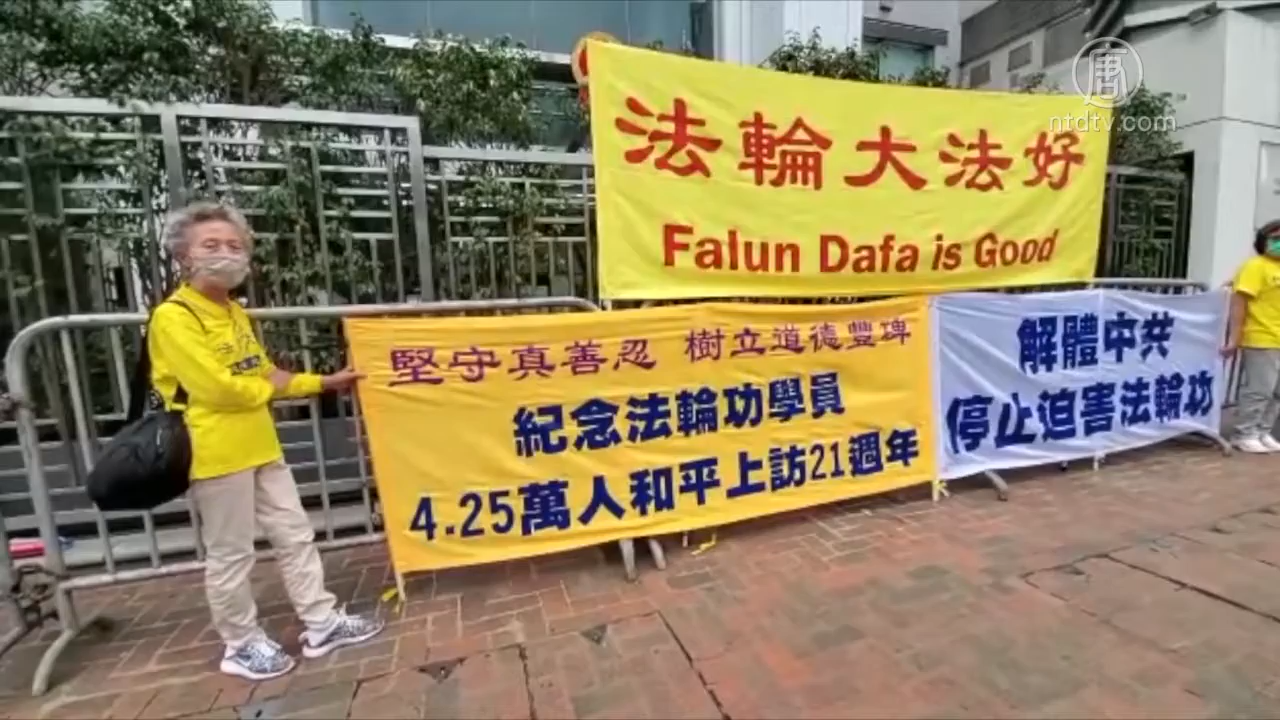 唐
ntdtv.com
法輪大法好
Falun Dafa is Good
堅守真善忍 樹立道德豐碑
紀念法輪功學員
4.25萬人和平上訪21週年
解體中共
停止迫害法輪功